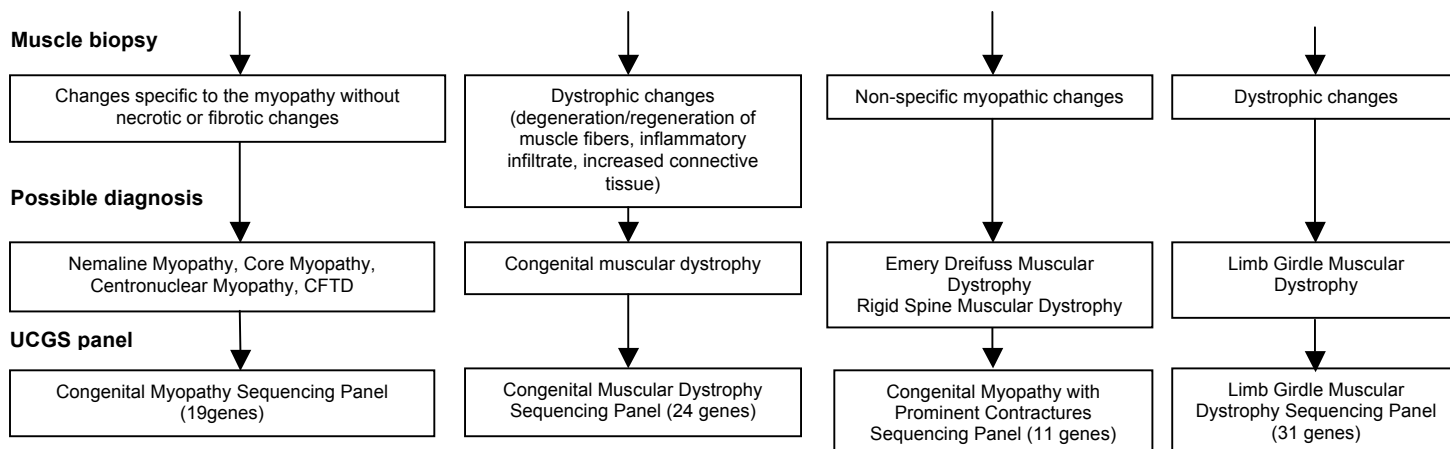 Muscle biopsy
Changes specific to the myopathy without
necrotic or fibrotic changes
Dystrophic changes
(degeneration/regeneration of
muscle fibers, inflammatory
infiltrate, increased connective
tissue)
Non-specific myopathic changes
Dystrophic changes
Possible diagnosis
Nemaline Myopathy, Core Myopathy,
Centronuclear Myopathy, CFTD
Congenital muscular dystrophy
Emery Dreifuss Muscular
Dystrophy
Rigid Spine Muscular Dystrophy
Limb Girdle Muscular
Dystrophy
UCGS panel
Congenital Myopathy Sequencing Panel
(19genes)
Congenital Muscular Dystrophy
Sequencing Panel (24 genes)
Congenital Myopathy with
Prominent Contractures
Sequencing Panel (11 genes)
Limb Girdle Muscular
Dystrophy Sequencing Panel
(31 genes)